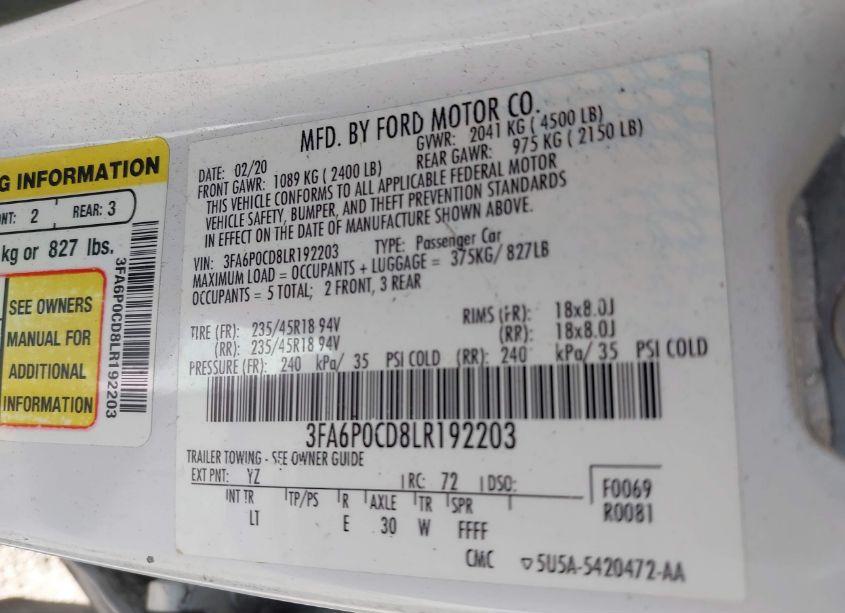 G INFORMATION
NT: 2 REAR: 3
kg or 827 lbs.
SEE OWNERS
MANUAL FOR
ADDITIONAL
INFORMATION
3FA6P0CD8LR192203
MFD. BY FORD MOTOR CO.
DATE: 02/20 GVWR: 2041 KG ( 4500 LB)
FRONT GAWR: 1089 KG ( 2400 LB) REAR GAWR: 975 KG ( 2150 LB)
THIS VEHICLE CONFORMS TO ALL APPLICABLE FEDERAL MOTOR
VEHICLE SAFETY, BUMPER, AND THEFT PREVENTION STANDARDS
IN EFFECT ON THE DATE OF MANUFACTURE SHOWN ABOVE.
VIN: 3FA6P0CD8LR192203 TYPE: Passenger Car
MAXIMUM LOAD = OCCUPANTS + LUGGAGE = 375KG/ 827LB
OCCUPANTS = 5 TOTAL; 2 FRONT, 3 REAR
TIRE (FR): 235/45R18 94V RIMS (FR): 18x8.0J
(RR): 235/45R18 94V (RR): 18x8.0J
PRESSURE (FR): 240 kPa/ 35 PSI COLD (RR): 240 kPa/ 35 PSI COLD
3FA6P0CD8LR192203
TRAILER TOWING - SEE OWNER GUIDE
EXT PNT: YZ RC: 72 DSO: F0069
INT TR TP/PS R AXLE TR SPR R0081
LT E 30 W FFFF
CMC ▽5U5A-5420472-AA